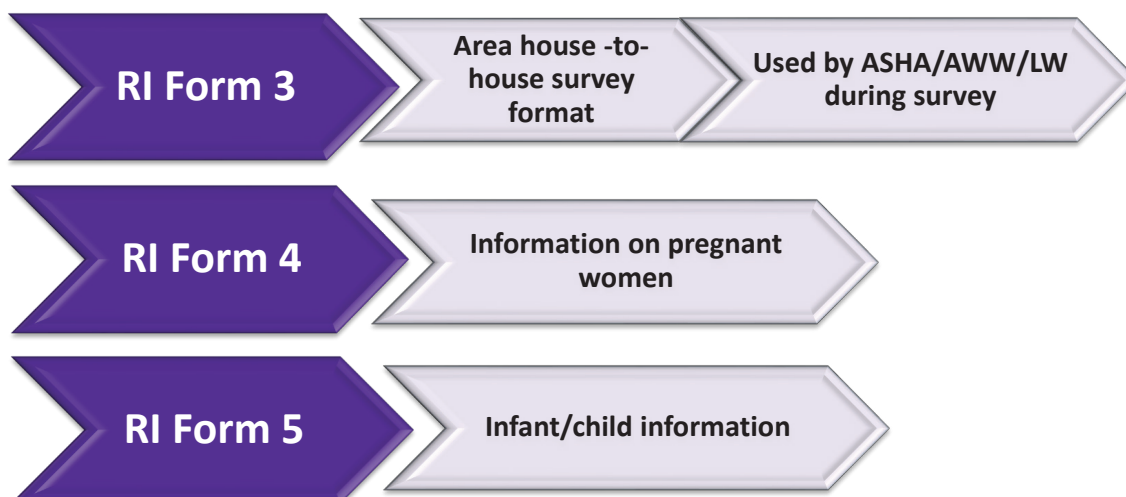 RI Form 3
Area house -to-
house survey
format
Used by ASHA/AWW/LW
during survey
RI Form 4
Information on pregnant
women
RI Form 5
Infant/child information